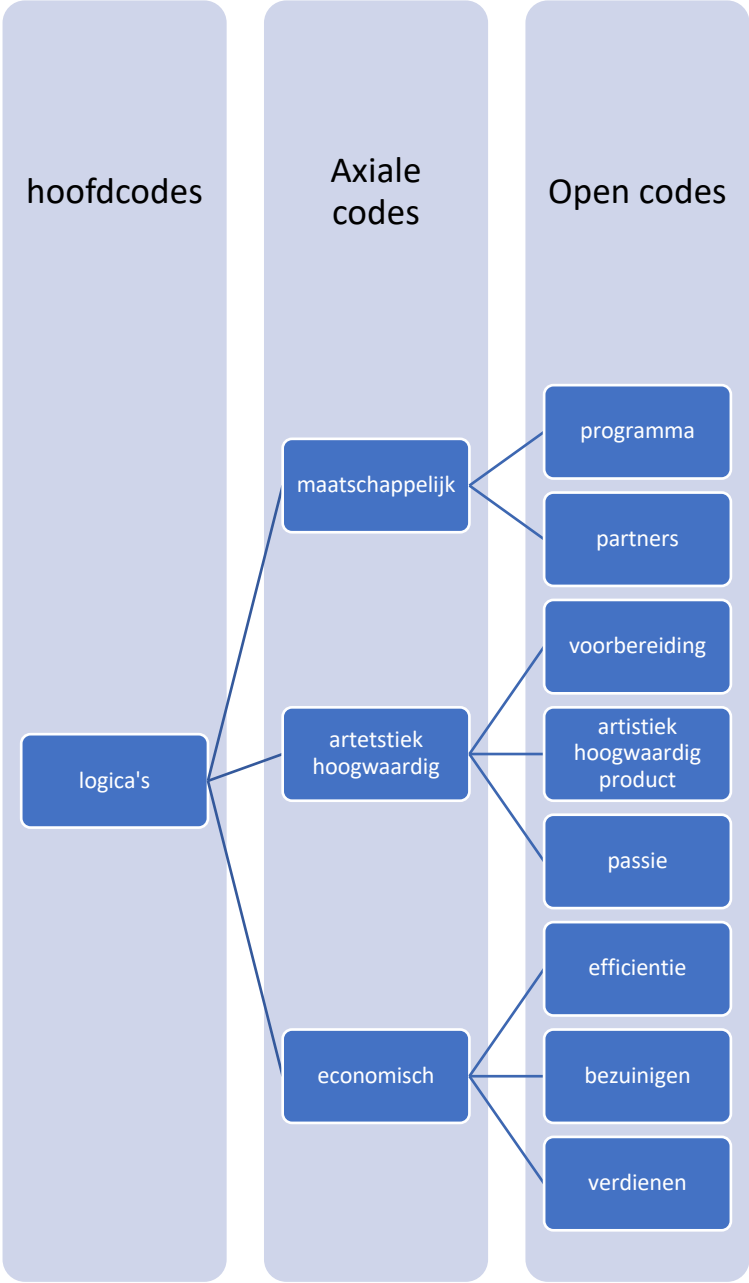 hoofdcodes
Axiale
codes
Open codes
logica's
maatschappelijk
programma
partners
artetstiek
hoogwaardig
voorbereiding
artistiek
hoogwaardig
product
passie
economisch
efficientie
bezuinigen
verdienen